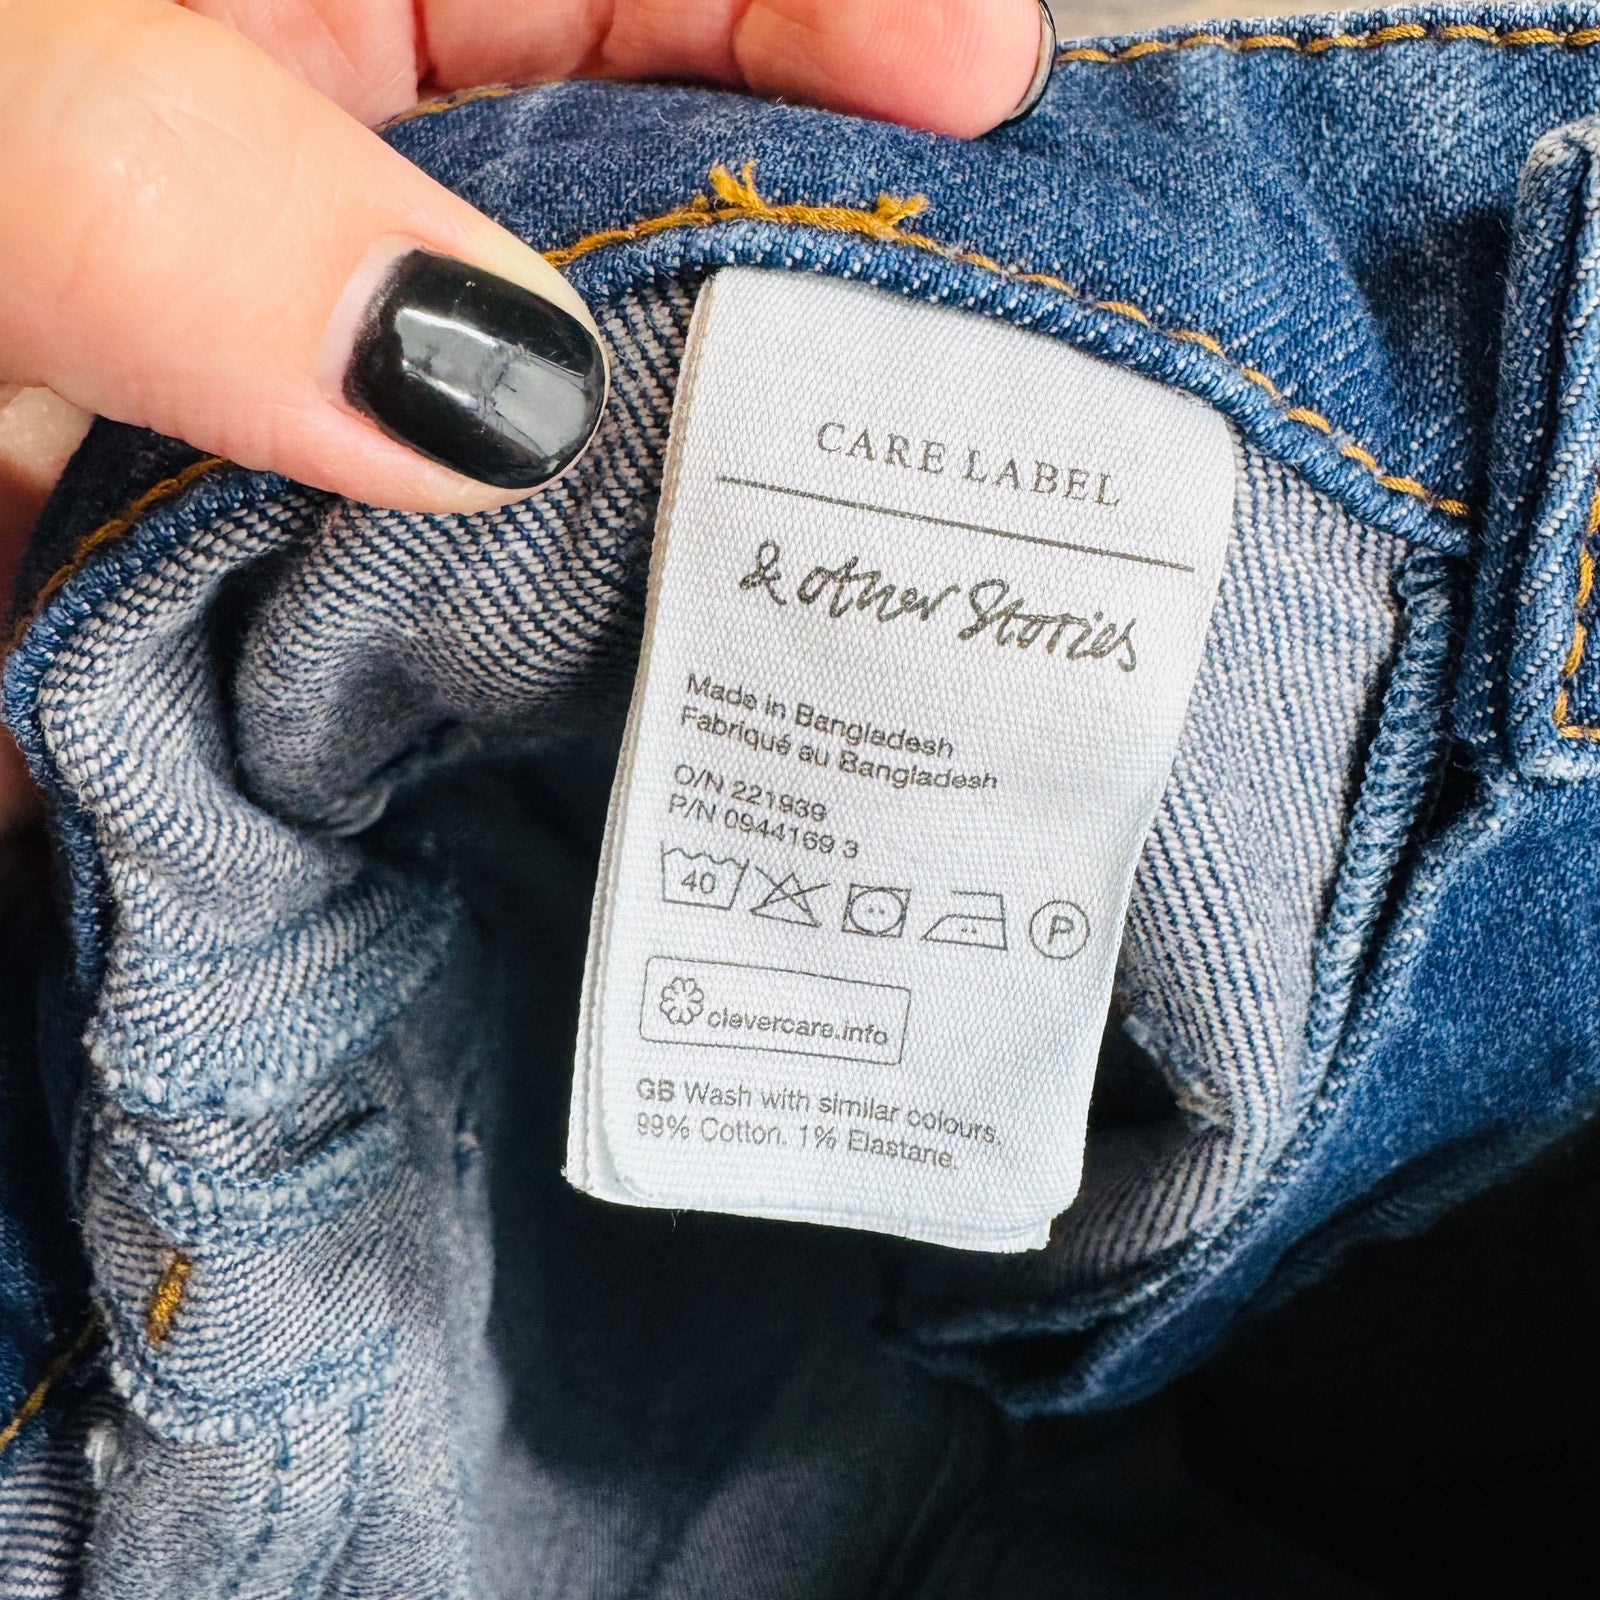 CARE LABEL
& other Stories
Made in Bangladesh
Fabriqué au Bangladesh
O/N 221939
P/N 0944169 3
40 P
clevercare.info
GB Wash with similar colours.
99% Cotton. 1% Elastane.